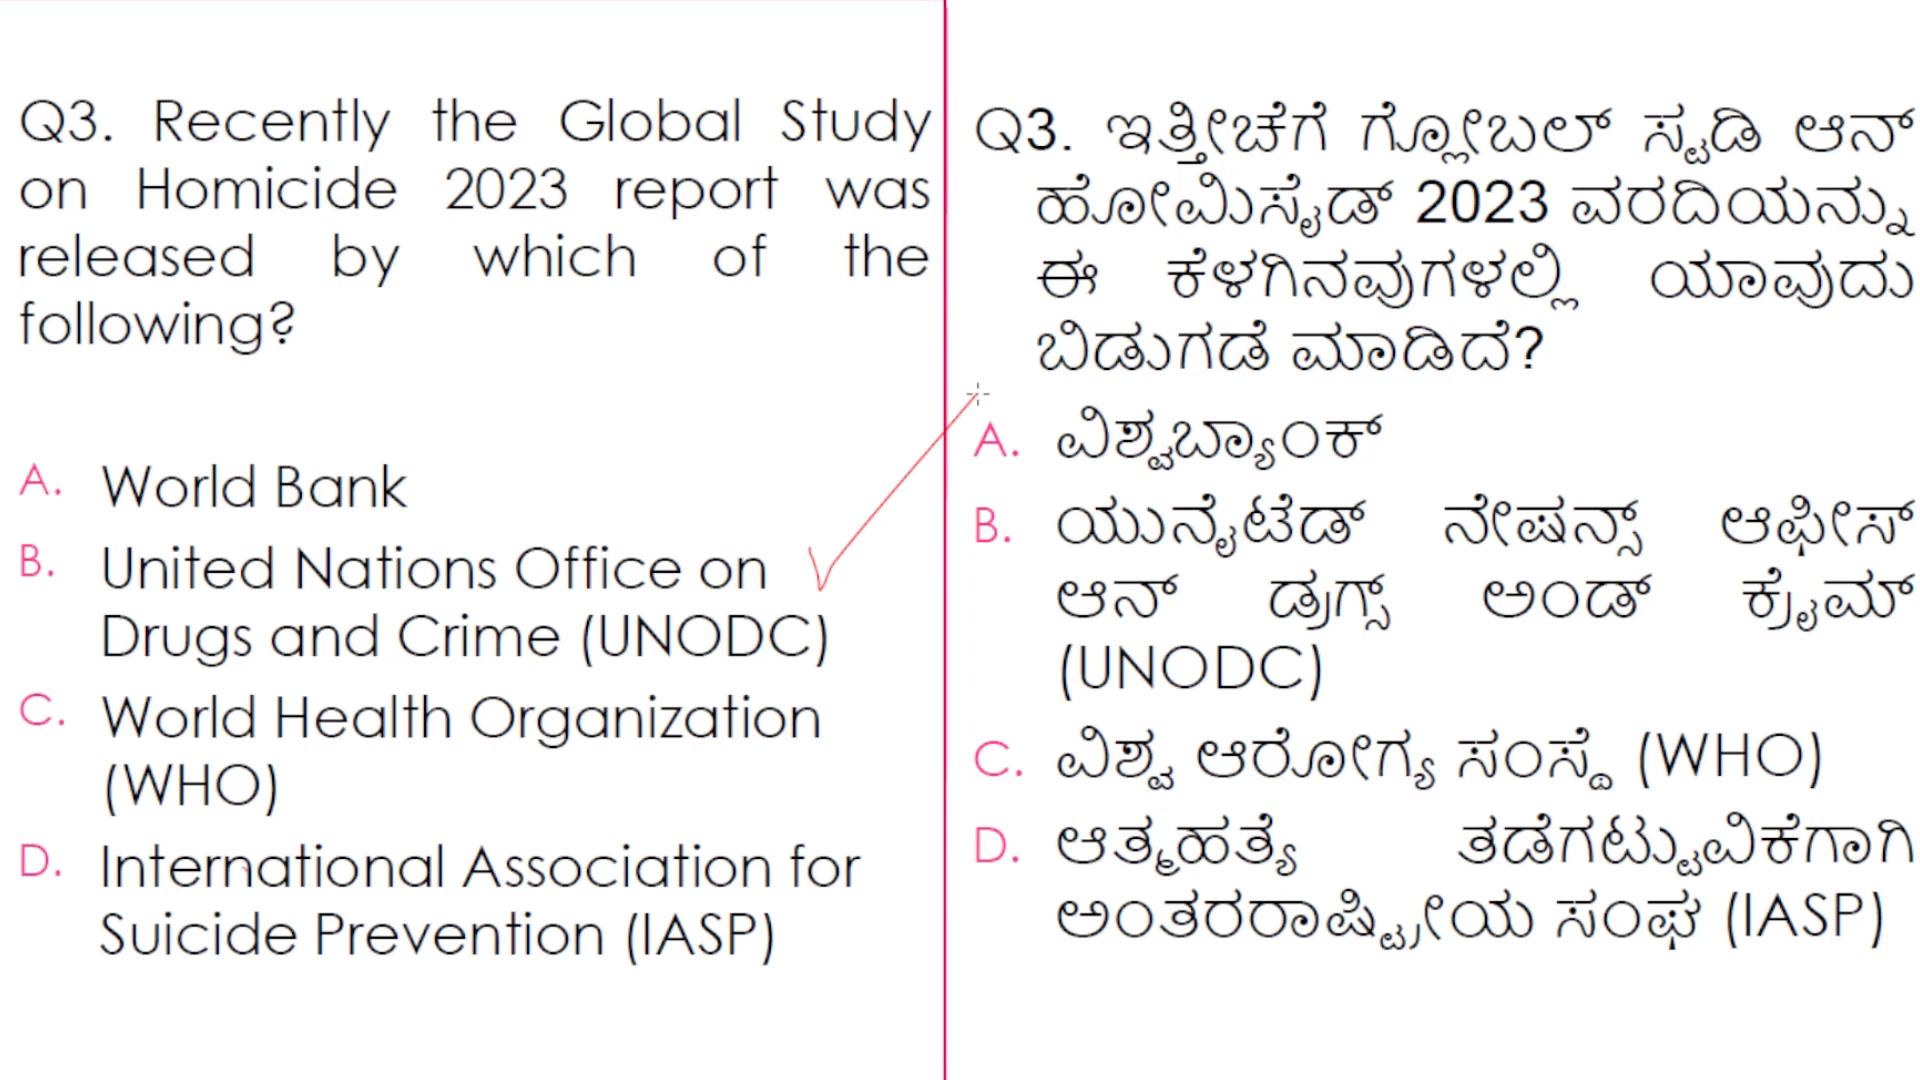 Q3. Recently the Global Study
on Homicide 2023 report was
released by which of the
following?
A. World Bank
B. United Nations Office on
Drugs and Crime (UNODC)
C. World Health Organization
(WHO)
D. International Association for
Suicide Prevention (IASP)
Q3. ಇತ್ತೀಚೆಗೆ ಗ್ಲೋಬಲ್ ಸ್ಟಡಿ ಆನ್
ಹೋಮಿಸೈಡ್ 2023 ವರದಿಯನ್ನು
ಈ ಕೆಳಗಿನವುಗಳಲ್ಲಿ ಯಾವುದು
ಬಿಡುಗಡೆ ಮಾಡಿದೆ?
A. ವಿಶ್ವಬ್ಯಾಂಕ್
B. ಯುನೈಟೆಡ್ ನೇಷನ್ಸ್ ಆಫೀಸ್
ಆನ್ ಡ್ರಗ್ಸ್ ಅಂಡ್ ಕ್ರೈಮ್
(UNODC)
C. ವಿಶ್ವ ಆರೋಗ್ಯ ಸಂಸ್ಥೆ (WHO)
D. ಆತ್ಮಹತ್ಯೆ ತಡೆಗಟ್ಟುವಿಕೆಗಾಗಿ
ಅಂತರರಾಷ್ಟ್ರೀಯ ಸಂಘ (IASP)